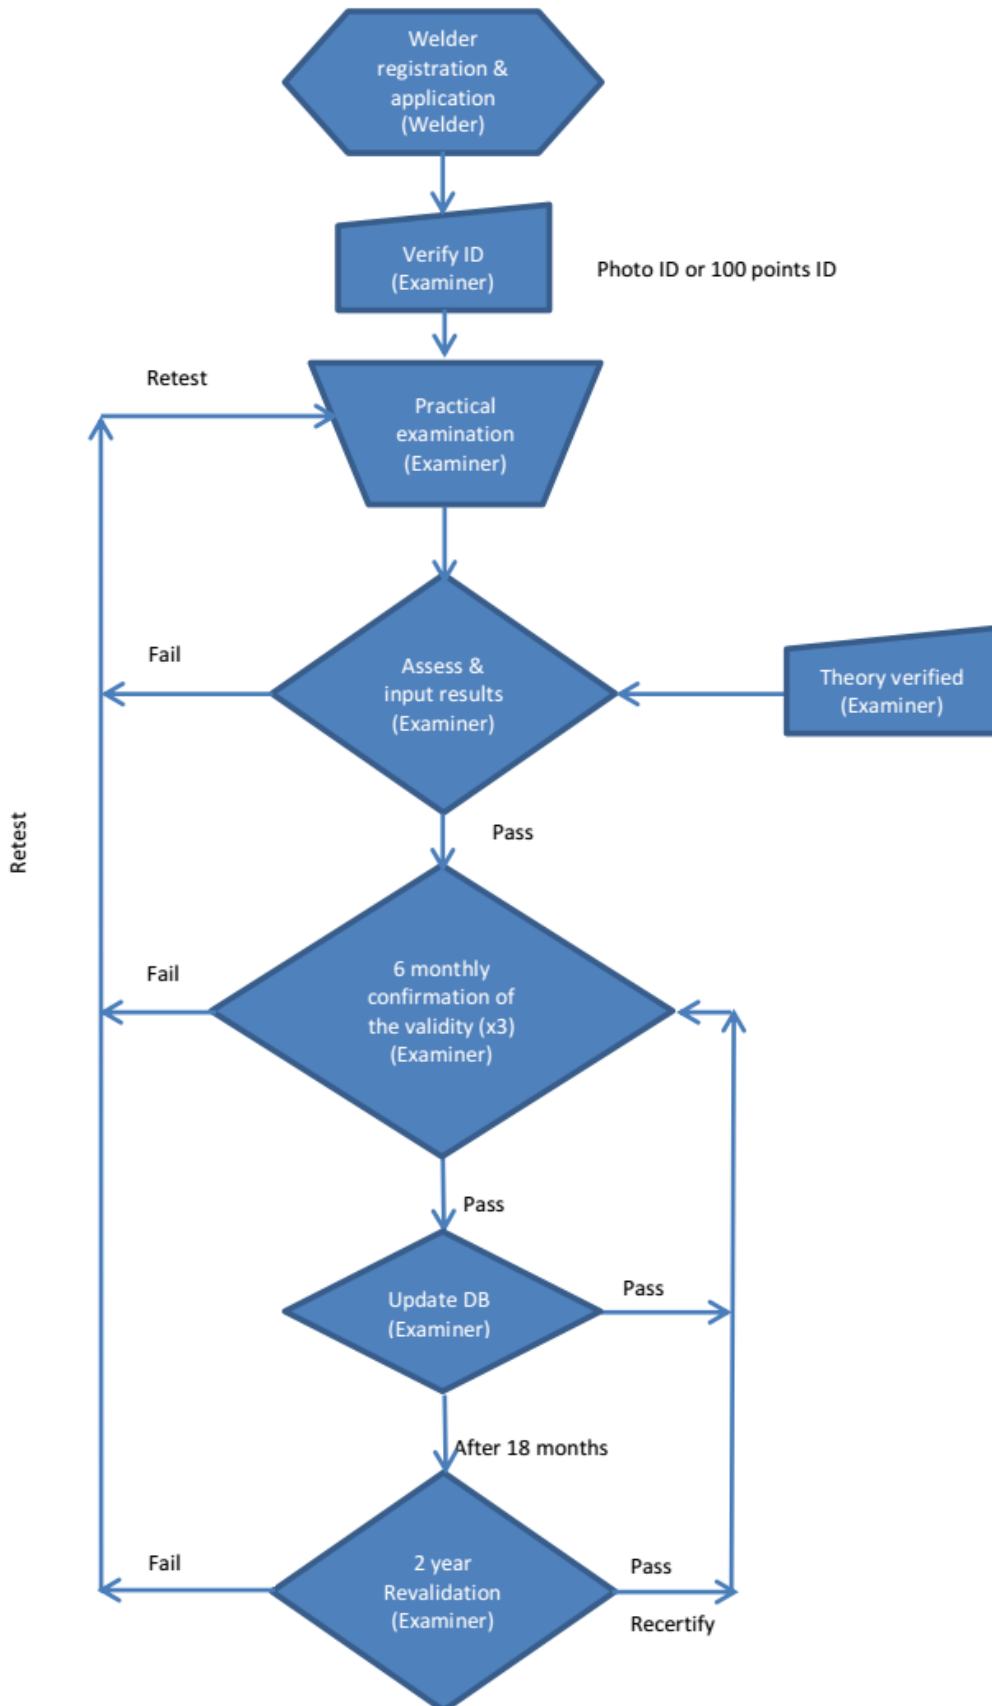 Welder
registration &
application
(Welder)
Verify ID
(Examiner)
Photo ID or 100 points ID
Retest
Practical
examination
(Examiner)
Fail
Assess &
input results
(Examiner)
Theory verified
(Examiner)
Retest
Pass
Fail
6 monthly
confirmation of
the validity (x3)
(Examiner)
Pass
Update DB
(Examiner)
Pass
After 18 months
Fail
2 year
Revalidation
(Examiner)
Pass
Recertify